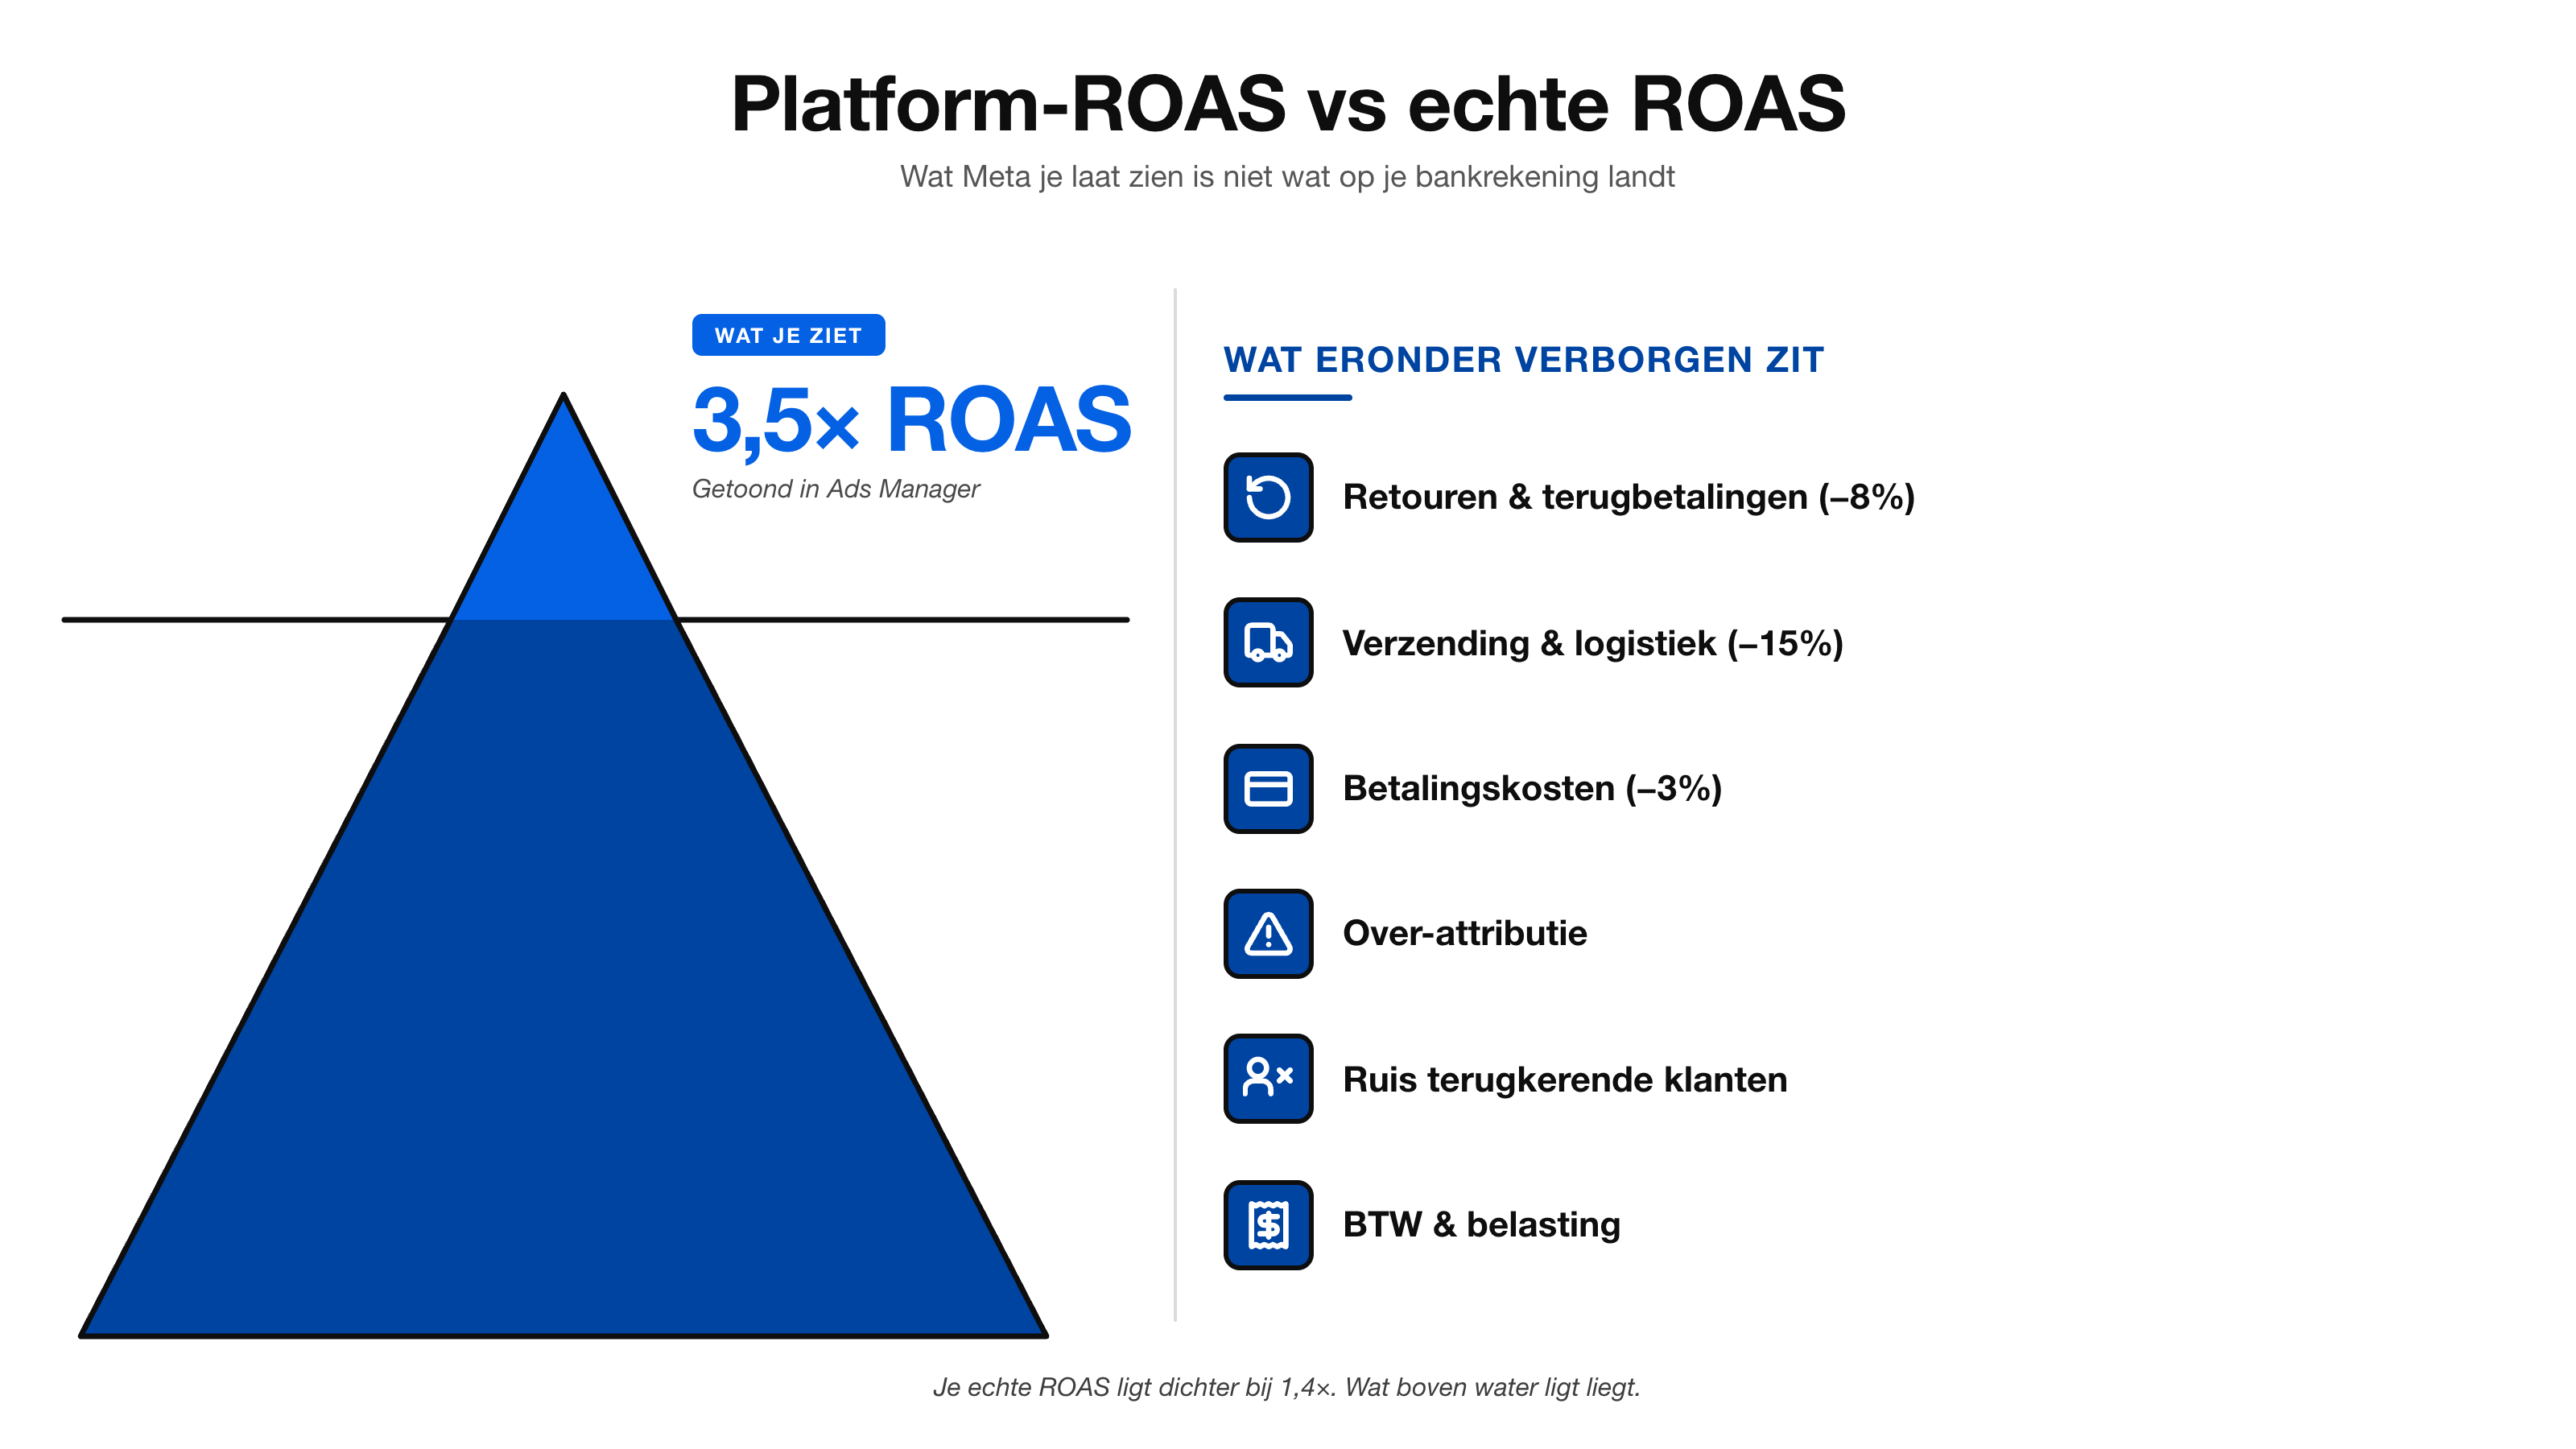 Platform-ROAS vs echte ROAS
Wat Meta je laat zien is niet wat op je bankrekening landt
WAT JE ZIET
3,5× ROAS
Getoond in Ads Manager
WAT ERONDER VERBORGEN ZIT
Retouren & terugbetalingen (–8%)
Verzending & logistiek (–15%)
Betalingskosten (–3%)
Over-attributie
Ruis terugkerende klanten
BTW & belasting
Je echte ROAS ligt dichter bij 1,4×. Wat boven water ligt liegt.